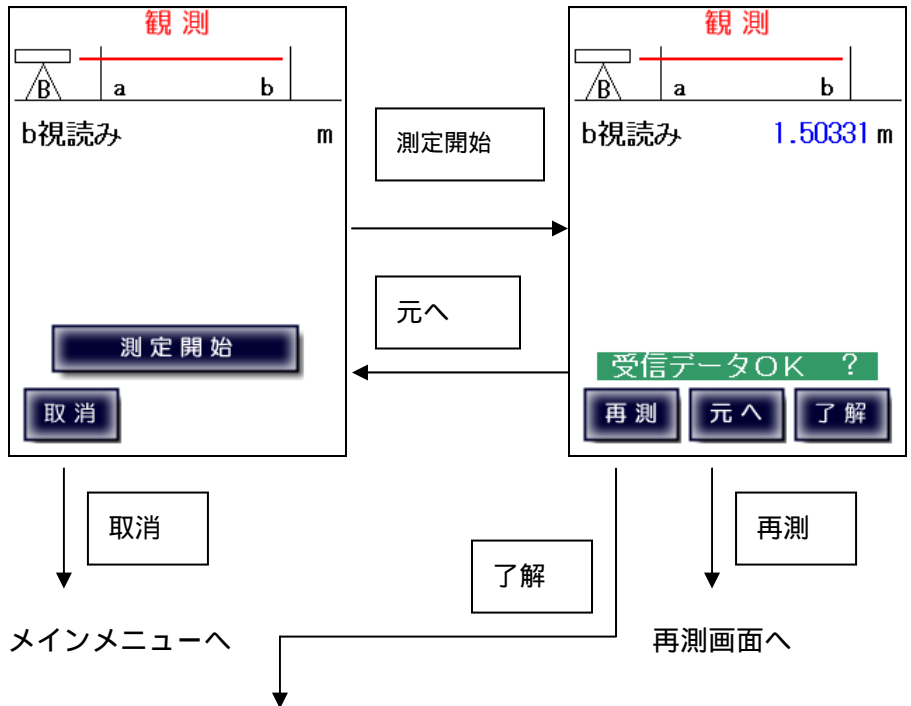 観測
B a b
b視読み m
測定開始
取消
測定開始
元へ
観測
B a b
b視読み 1.50331 m
受信データOK ?
再測 元へ 了解
取消
了解
再測
メインメニューへ
再測画面へ